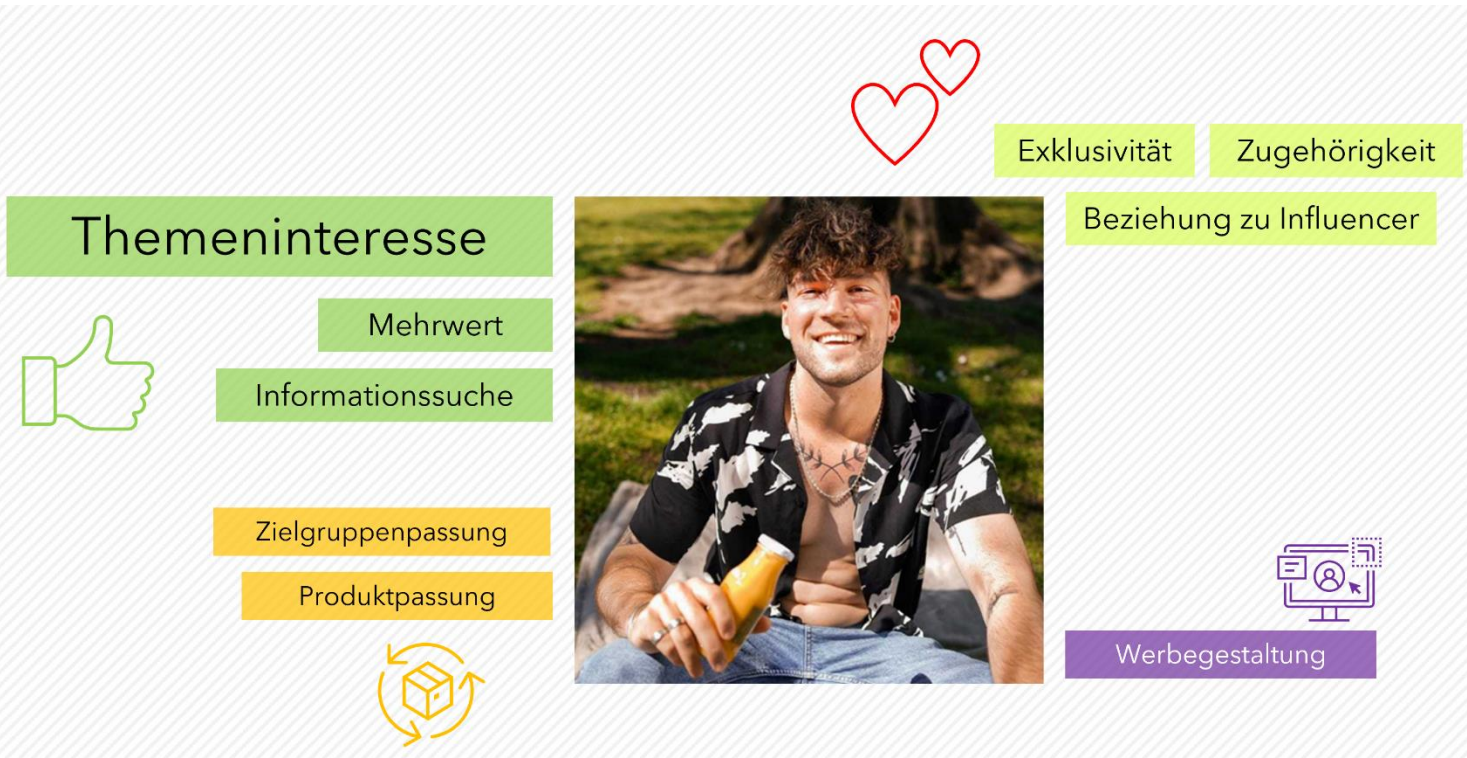 Exklusivität
Zugehörigkeit
Beziehung zu Influencer
Themeninteresse
Mehrwert
Informationssuche
Zielgruppenpassung
Produktpassung
Werbegestaltung